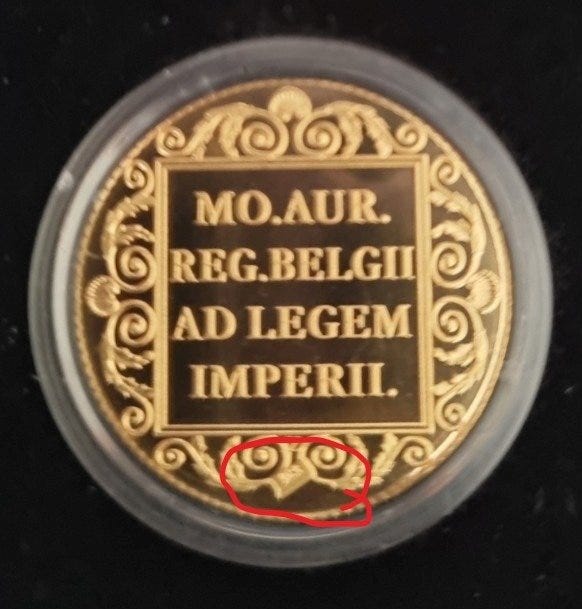 MO.AUR.
REG.BELGII
AD LEGEM
IMPERII.